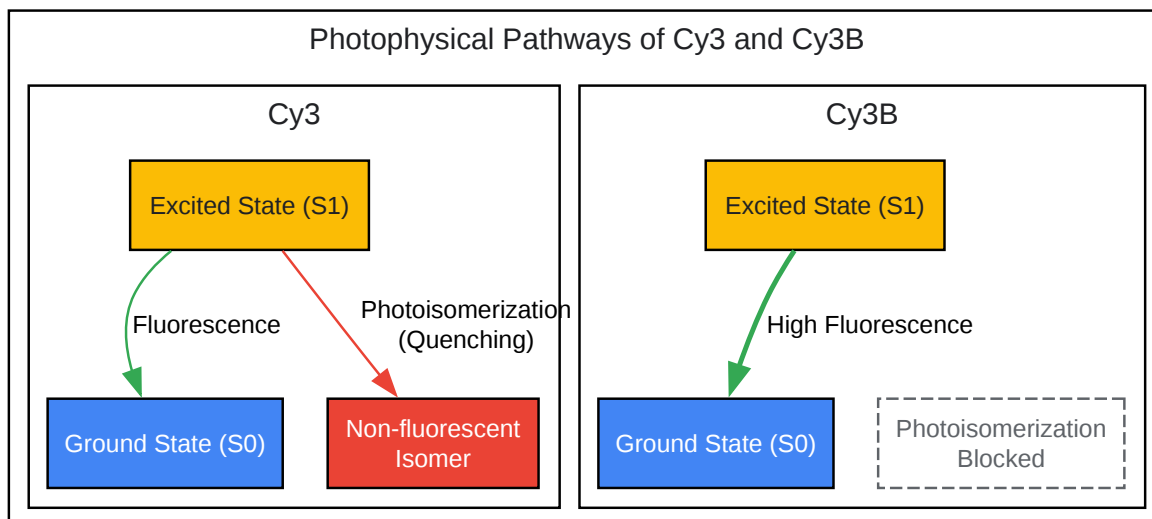 Photophysical Pathways of Cy3 and Cy3B
Cy3
Excited State (S1)
Fluorescence
Photoisomerization
(Quenching)
Ground State (S0)
Non-fluorescent
Isomer
Cy3B
Excited State (S1)
High Fluorescence
Ground State (S0)
Photoisomerization
Blocked